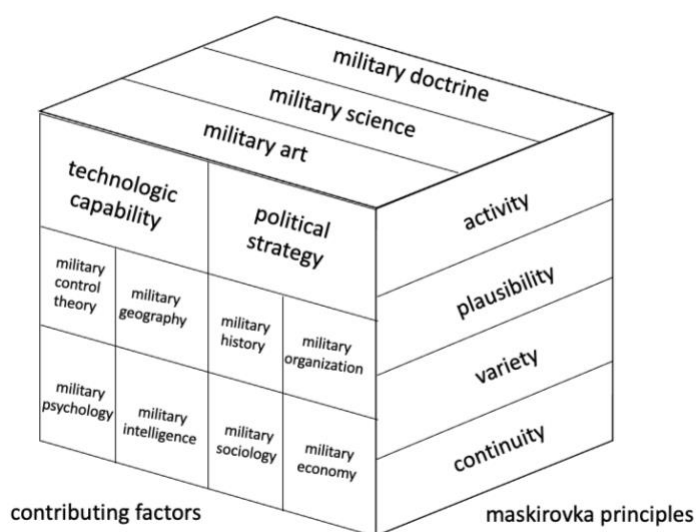 military doctrine
military science
military art
technologic
capability
political
strategy
military
control
theory
military
geography
military
history
military
organization
military
psychology
military
intelligence
military
sociology
military
economy
activity
plausibility
variety
continuity
contributing factors
maskirovka principles